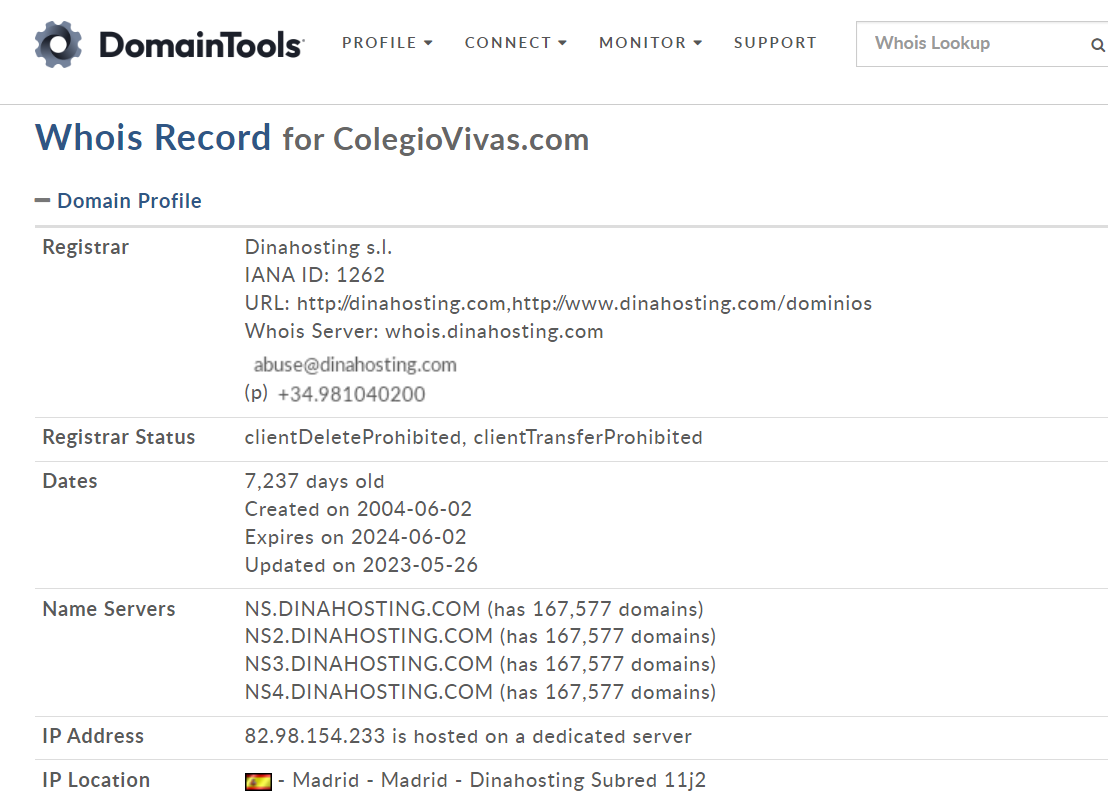 DomainTools PROFILE CONNECT MONITOR SUPPORT Whois Lookup
Whois Record for ColegioVivas.com
Domain Profile
Registrar Dinahosting s.l.
IANA ID: 1262
URL: http://dinahosting.com,http://www.dinahosting.com/dominios
Whois Server: whois.dinahosting.com
abuse@dinahosting.com
(p) +34.981040200
Registrar Status clientDeleteProhibited, clientTransferProhibited
Dates 7,237 days old
Created on 2004-06-02
Expires on 2024-06-02
Updated on 2023-05-26
Name Servers NS.DINAHOSTING.COM (has 167,577 domains)
NS2.DINAHOSTING.COM (has 167,577 domains)
NS3.DINAHOSTING.COM (has 167,577 domains)
NS4.DINAHOSTING.COM (has 167,577 domains)
IP Address 82.98.154.233 is hosted on a dedicated server
IP Location - Madrid - Madrid - Dinahosting Subred 11j2